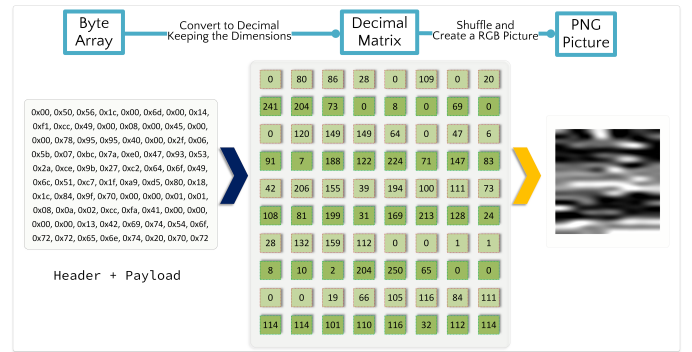 Byte
Array
Convert to Decimal
Keeping the Dimensions
Decimal
Matrix
Shuffle and
Create a RGB Picture
PNG
Picture
0x00, 0x50, 0x56, 0x1c, 0x00, 0x6d, 0x00, 0x14,
0xf1, 0xcc, 0x49, 0x00, 0x08, 0x00, 0x45, 0x00,
0x00, 0x78, 0x95, 0x95, 0x40, 0x00, 0x2f, 0x06,
0x5b, 0x07, 0xbc, 0x7a, 0xe0, 0x47, 0x93, 0x53,
0x2a, 0xce, 0x9b, 0x27, 0xc2, 0x64, 0x6f, 0x49,
0x6c, 0x51, 0xc7, 0x1f, 0xa9, 0xd5, 0x80, 0x18,
0x1c, 0x84, 0x9f, 0x70, 0x00, 0x00, 0x01, 0x01,
0x08, 0x0a, 0x02, 0xcc, 0xfa, 0x41, 0x00, 0x00,
0x00, 0x00, 0x13, 0x42, 0x69, 0x74, 0x54, 0x6f,
0x72, 0x72, 0x65, 0x6e, 0x74, 0x20, 0x70, 0x72
Header + Payload
0 80 86 28 0 109 0 20
241 204 73 0 8 0 69 0
0 120 149 149 64 0 47 6
91 7 188 122 224 71 147 83
42 206 155 39 194 100 111 73
108 81 199 31 169 213 128 24
28 132 159 112 0 0 1 1
8 10 2 204 250 65 0 0
0 0 19 66 105 116 84 111
114 114 101 110 116 32 112 114